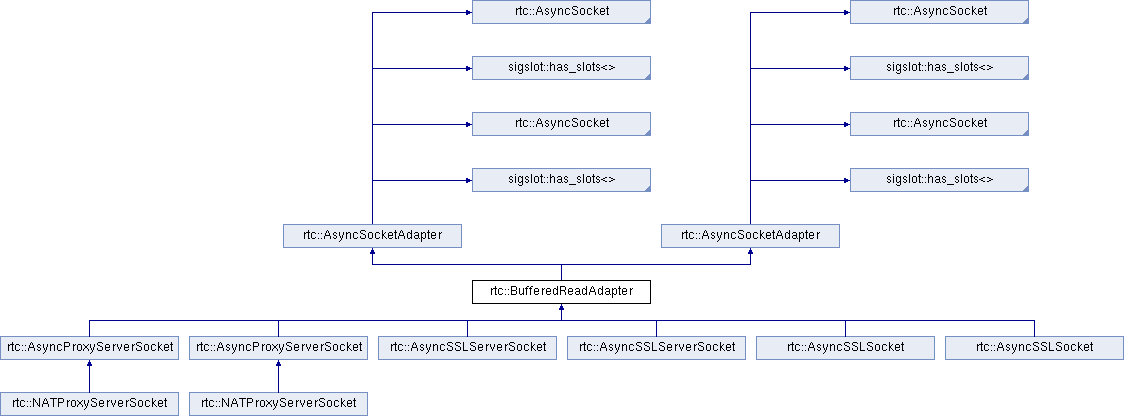 rtc::AsyncSocket
rtc::AsyncSocket
sigslot::has_slots<>
sigslot::has_slots<>
rtc::AsyncSocket
rtc::AsyncSocket
sigslot::has_slots<>
sigslot::has_slots<>
rtc::AsyncSocketAdapter
rtc::AsyncSocketAdapter
rtc::BufferedReadAdapter
rtc::AsyncProxyServerSocket
rtc::AsyncProxyServerSocket
rtc::AsyncSSLServerSocket
rtc::AsyncSSLServerSocket
rtc::AsyncSSLSocket
rtc::AsyncSSLSocket
rtc::NATProxyServerSocket
rtc::NATProxyServerSocket